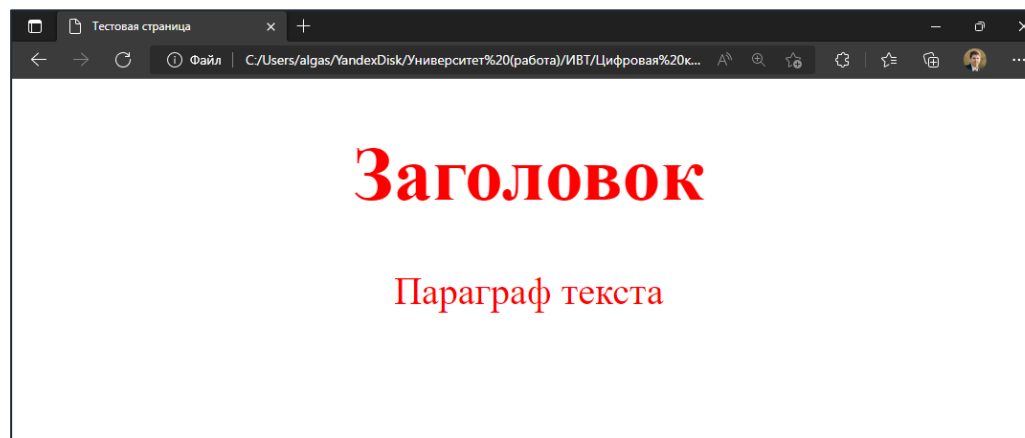 Тестовая страница
Файл C:/Users/algas/YandexDisk/Университет%20(работа)/ИВТ/Цифровая%20к...
Заголовок
Параграф текста